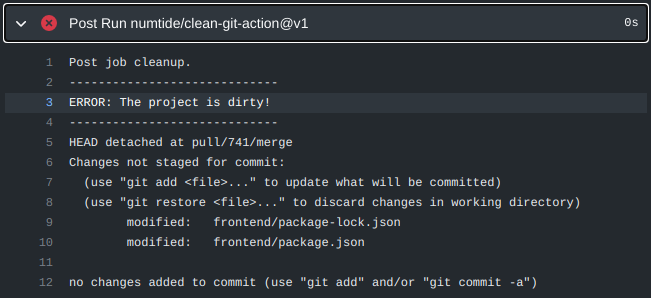 Post Run numtide/clean-git-action@v1 0s
1 Post job cleanup.
2 -----------------------------
3 ERROR: The project is dirty!
4 -----------------------------
5 HEAD detached at pull/741/merge
6 Changes not staged for commit:
7 (use "git add <file>..." to update what will be committed)
8 (use "git restore <file>..." to discard changes in working directory)
9 modified: frontend/package-lock.json
10 modified: frontend/package.json
11
12 no changes added to commit (use "git add" and/or "git commit -a")